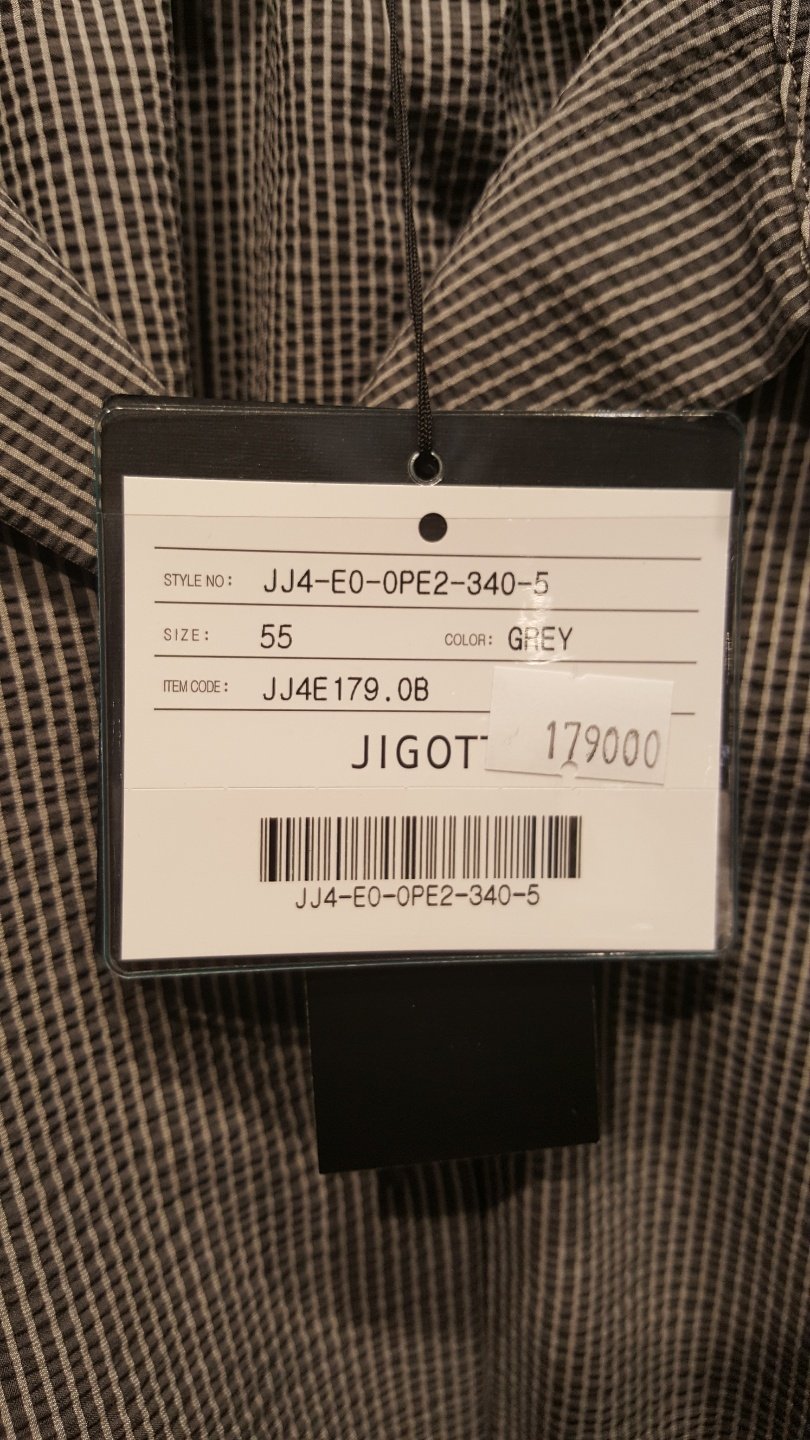 STYLE NO: JJ4-E0-0PE2-340-5
SIZE: 55 COLOR: GREY
ITEM CODE: JJ4E179.0B
JIGOT
179000
JJ4-E0-0PE2-340-5